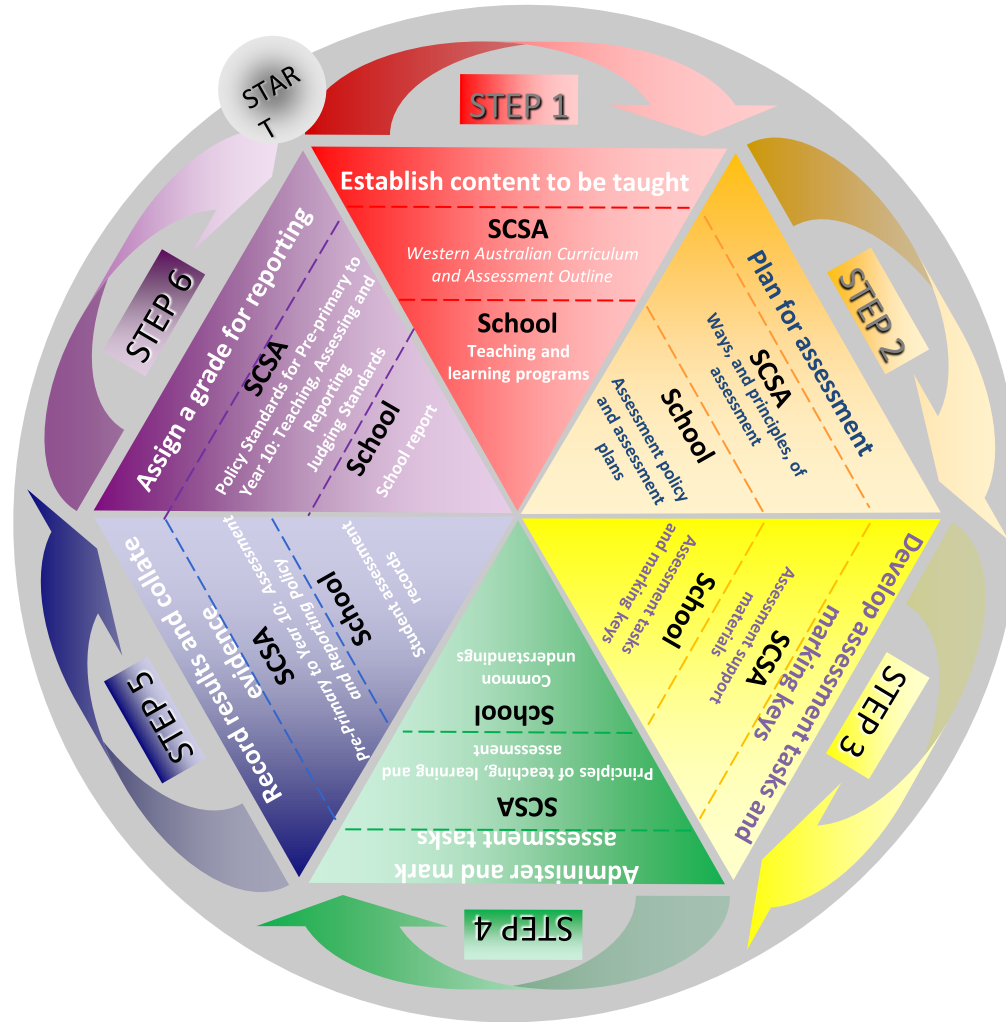 STAR
T
STEP 1
Establish content to be taught
SCSA
Western Australian Curriculum
and Assessment Outline
School
Teaching and
learning programs
STEP 2
Plan for assessment
SCSA
Ways, and principles, of
assessment
School
Assessment policy
and assessment
plans
STEP 3
Develop assessment tasks and
marking keys
SCSA
Assessment support
materials
School
Assessment tasks
and marking keys
STEP 4
Administer and mark
assessment tasks
SCSA
Principles of teaching, learning and
assessment
School
Common
understandings
STEP 5
Record results and collate
evidence
SCSA
Pre-Primary to Year 10: Assessment
and Reporting Policy
School
Student assessment
records
STEP 6
Assign a grade for reporting
SCSA
Policy Standards for Pre-primary to
Year 10: Teaching, Assessing and
Reporting
Judging Standards
School
School report